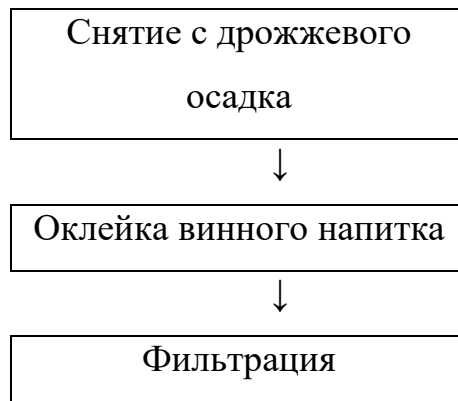 Снятие с дрожжевого
осадка
↓
Оклейка винного напитка
↓
Фильтрация